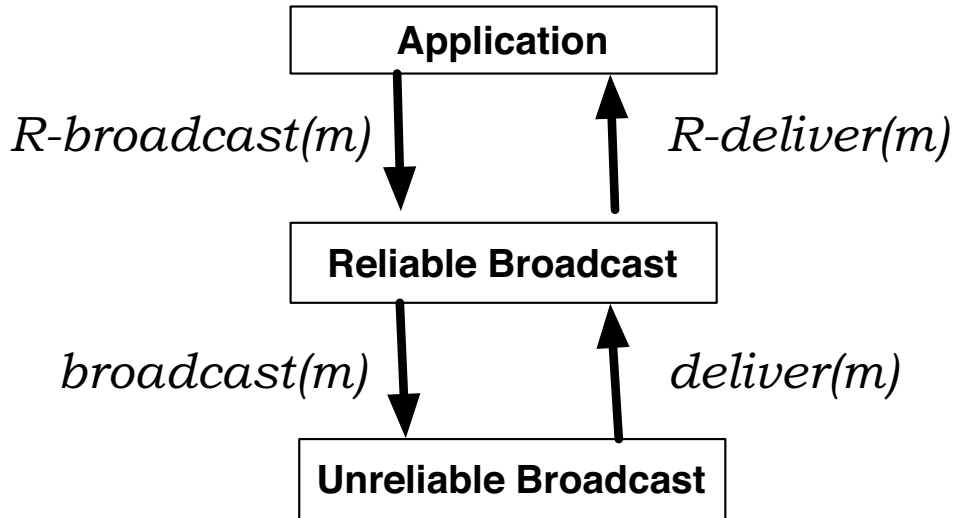 Application
R-broadcast(m)
R-deliver(m)
Reliable Broadcast
broadcast(m)
deliver(m)
Unreliable Broadcast